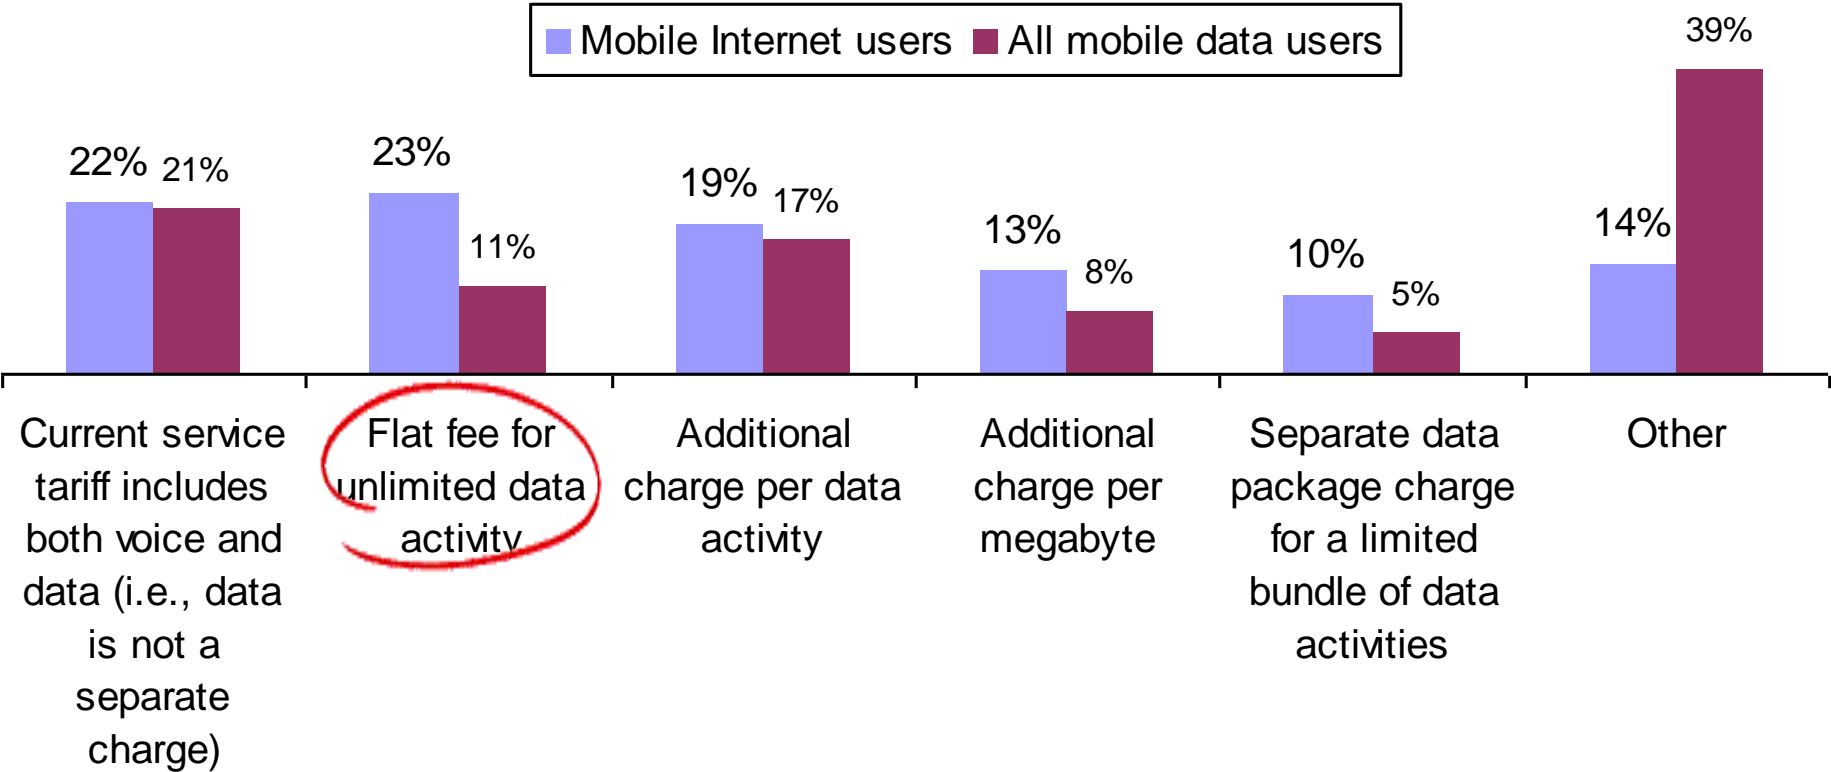 Mobile Internet users All mobile data users
39%
22% 21%
23%
11%
19% 17%
13%
8%
10%
5%
14%
Current service
tariff includes
both voice and
data (i.e., data
is not a
separate
charge)
Flat fee for
unlimited data
activity
Additional
charge per data
activity
Additional
charge per
megabyte
Separate data
package charge
for a limited
bundle of data
activities
Other